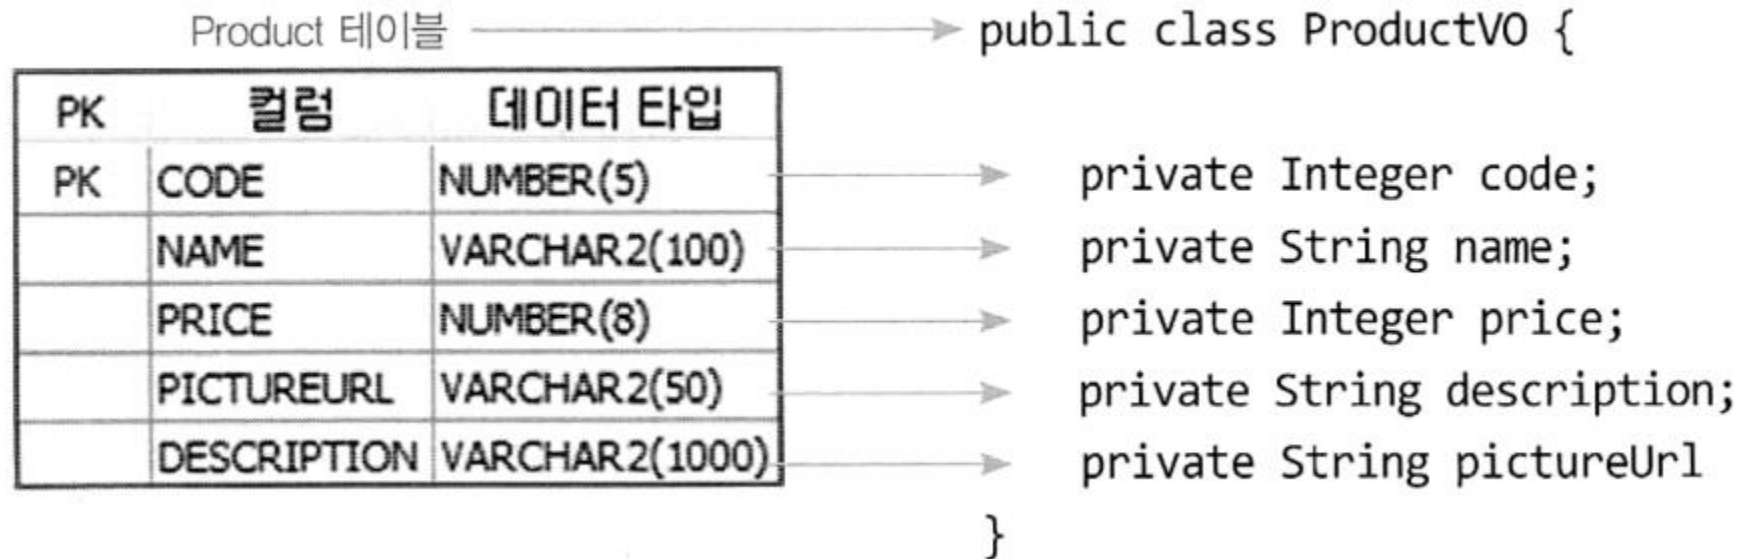 Product 테이블 public class ProductVO {
PK 컬럼 데이터 타입
PK CODE NUMBER(5) private Integer code;
NAME VARCHAR2(100) private String name;
PRICE NUMBER(8) private Integer price;
PICTUREURL VARCHAR2(50) private String description;
DESCRIPTION VARCHAR2(1000) private String pictureUrl
}